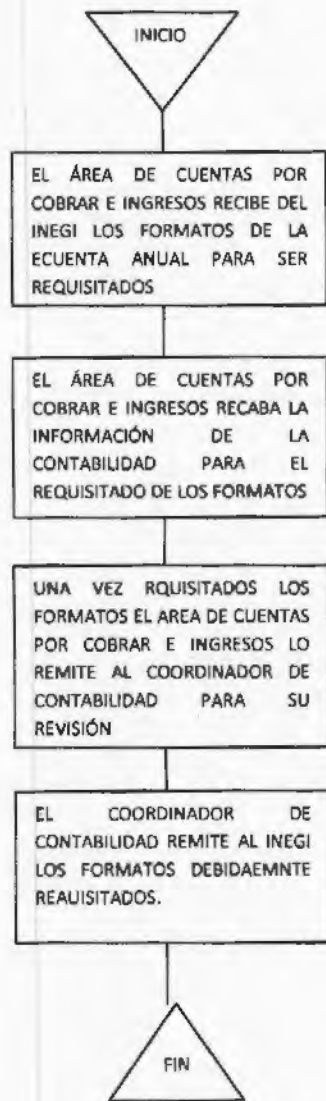 INICIO
EL ÁREA DE CUENTAS POR
COBRAR E INGRESOS RECIBE DEL
INEGI LOS FORMATOS DE LA
ECUENTA ANUAL PARA SER
REQUISITADOS
EL ÁREA DE CUENTAS POR
COBRAR E INGRESOS RECABA LA
INFORMACIÓN DE LA
CONTABILIDAD PARA EL
REQUISITADO DE LOS FORMATOS
UNA VEZ RQUISITADOS LOS
FORMATOS EL AREA DE CUENTAS
POR COBRAR E INGRESOS LO
REMITE AL COORDINADOR DE
CONTABILIDAD PARA SU
REVISIÓN
EL COORDINADOR DE
CONTABILIDAD REMITE AL INEGI
LOS FORMATOS DEBIDAEMNTE
REAUISITADOS.
FIN